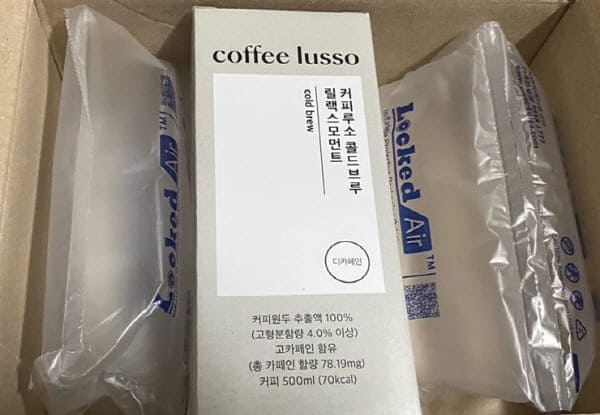 coffee lusso
커피루소 콜드브루
릴랙스모먼트
cold brew
디카페인
커피원두 추출액 100%
(고형분함량 4.0% 이상)
고카페인 함유
(총 카페인 함량 78.19mg)
커피 500ml (70kcal)
Locked Air™
Locked Air™